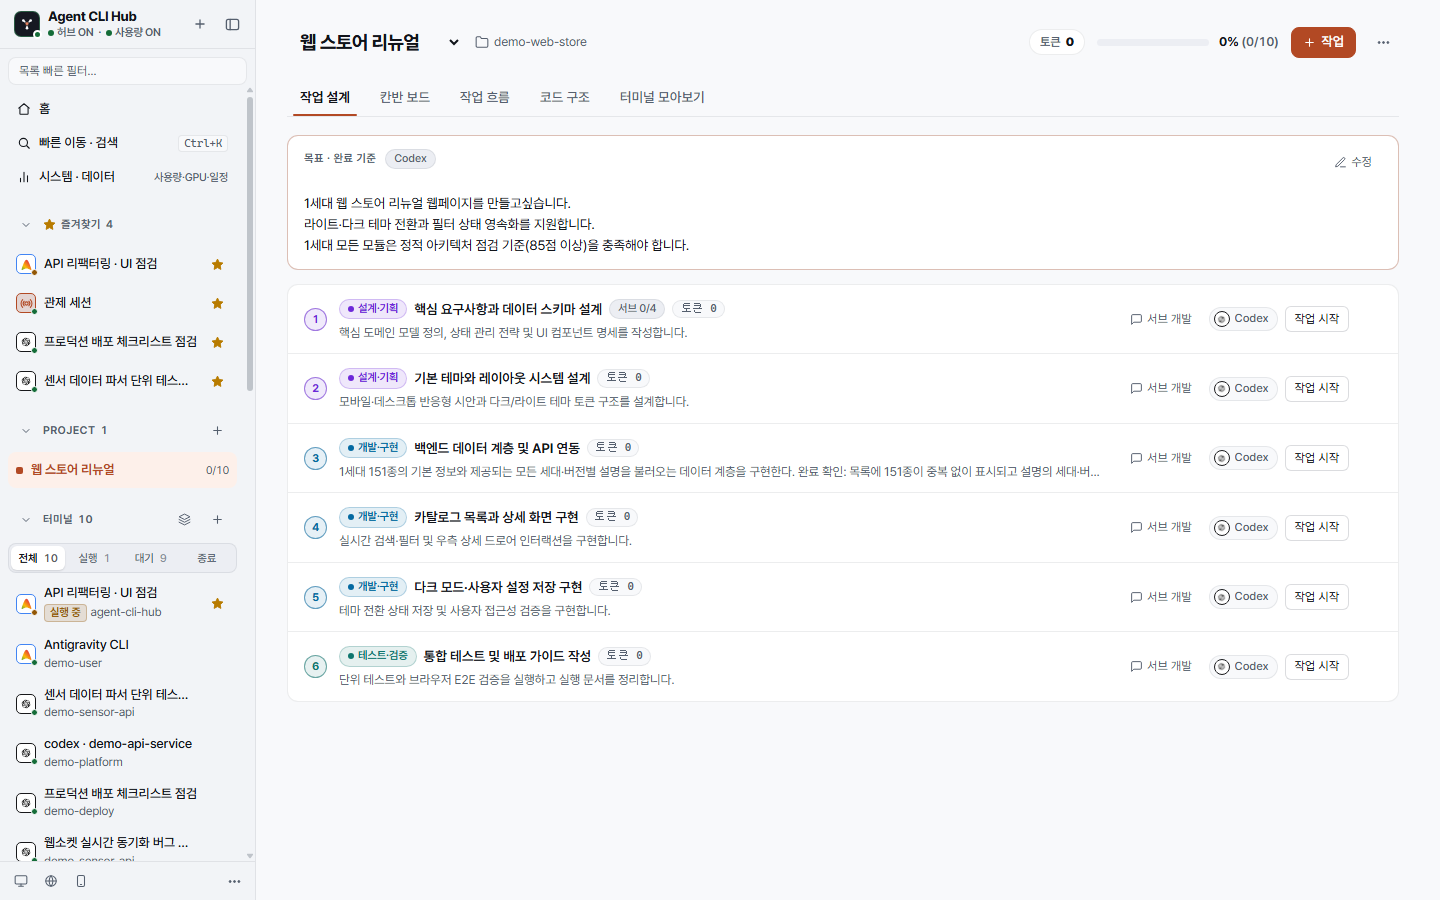 Agent CLI Hub
허브 ON · 사용량 ON
목록 빠른 필터...
홈
빠른 이동 · 검색 Ctrl+K
시스템 · 데이터 사용량·GPU·일정
즐겨찾기 4
API 리팩터링 · UI 점검
관제 세션
프로덕션 배포 체크리스트 점검
센서 데이터 파서 단위 테스...
PROJECT 1
웹 스토어 리뉴얼 0/10
터미널 10
전체 10 실행 1 대기 9 종료
API 리팩터링 · UI 점검
실행 중 agent-cli-hub
Antigravity CLI
demo-user
센서 데이터 파서 단위 테스...
demo-sensor-api
codex · demo-api-service
demo-platform
프로덕션 배포 체크리스트 점검
demo-deploy
웹소켓 실시간 동기화 버그 ...
demo-sensor-api
웹 스토어 리뉴얼 demo-web-store 토큰 0 0% (0/10) + 작업
작업 설계 칸반 보드 작업 흐름 코드 구조 터미널 모아보기
목표 · 완료 기준 Codex 수정
1세대 웹 스토어 리뉴얼 웹페이지를 만들고싶습니다.
라이트·다크 테마 전환과 필터 상태 영속화를 지원합니다.
1세대 모든 모듈은 정적 아키텍처 점검 기준(85점 이상)을 충족해야 합니다.
1 설계·기획 핵심 요구사항과 데이터 스키마 설계 서브 0/4 토큰 0 서브 개발 Codex 작업 시작
핵심 도메인 모델 정의, 상태 관리 전략 및 UI 컴포넌트 명세를 작성합니다.
2 설계·기획 기본 테마와 레이아웃 시스템 설계 토큰 0 서브 개발 Codex 작업 시작
모바일·데스크톱 반응형 시안과 다크/라이트 테마 토큰 구조를 설계합니다.
3 개발·구현 백엔드 데이터 계층 및 API 연동 토큰 0 서브 개발 Codex 작업 시작
1세대 151종의 기본 정보와 제공되는 모든 세대·버전별 설명을 불러오는 데이터 계층을 구현한다. 완료 확인: 목록에 151종이 중복 없이 표시되고 설명의 세대·버...
4 개발·구현 카탈로그 목록과 상세 화면 구현 토큰 0 서브 개발 Codex 작업 시작
실시간 검색·필터 및 우측 상세 드로어 인터랙션을 구현합니다.
5 개발·구현 다크 모드·사용자 설정 저장 구현 토큰 0 서브 개발 Codex 작업 시작
테마 전환 상태 저장 및 사용자 접근성 검증을 구현합니다.
6 테스트·검증 통합 테스트 및 배포 가이드 작성 토큰 0 서브 개발 Codex 작업 시작
단위 테스트와 브라우저 E2E 검증을 실행하고 실행 문서를 정리합니다.